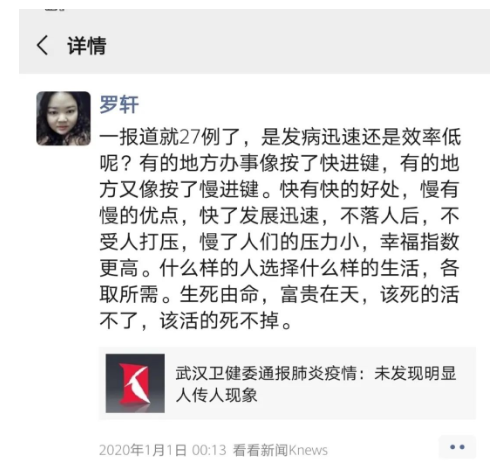 详情
罗轩
一报道就27例了，是发病迅速还是效率低
呢？有的地方办事像按了快进键，有的地
方又像按了慢进键。快有快的好处，慢有
慢的优点，快了发展迅速，不落人后，不
受人打压，慢了人们的压力小，幸福指数
更高。什么样的人选择什么样的生活，各
取所需。生死由命，富贵在天，该死的活
不了，该活的死不掉。
武汉卫健委通报肺炎疫情：未发现明显
人传人现象
2020年1月1日 00:13 看看新闻Knews